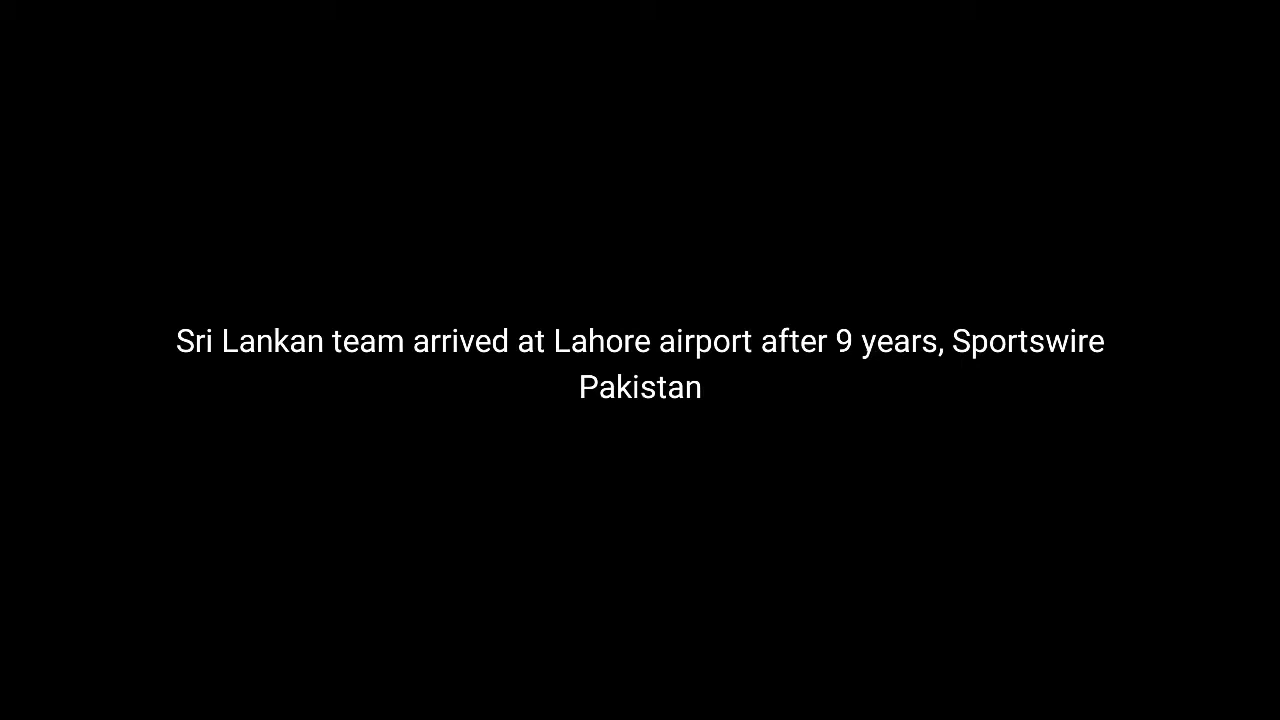 Sri Lankan team arrived at Lahore airport after 9 years, Sportswire
Pakistan